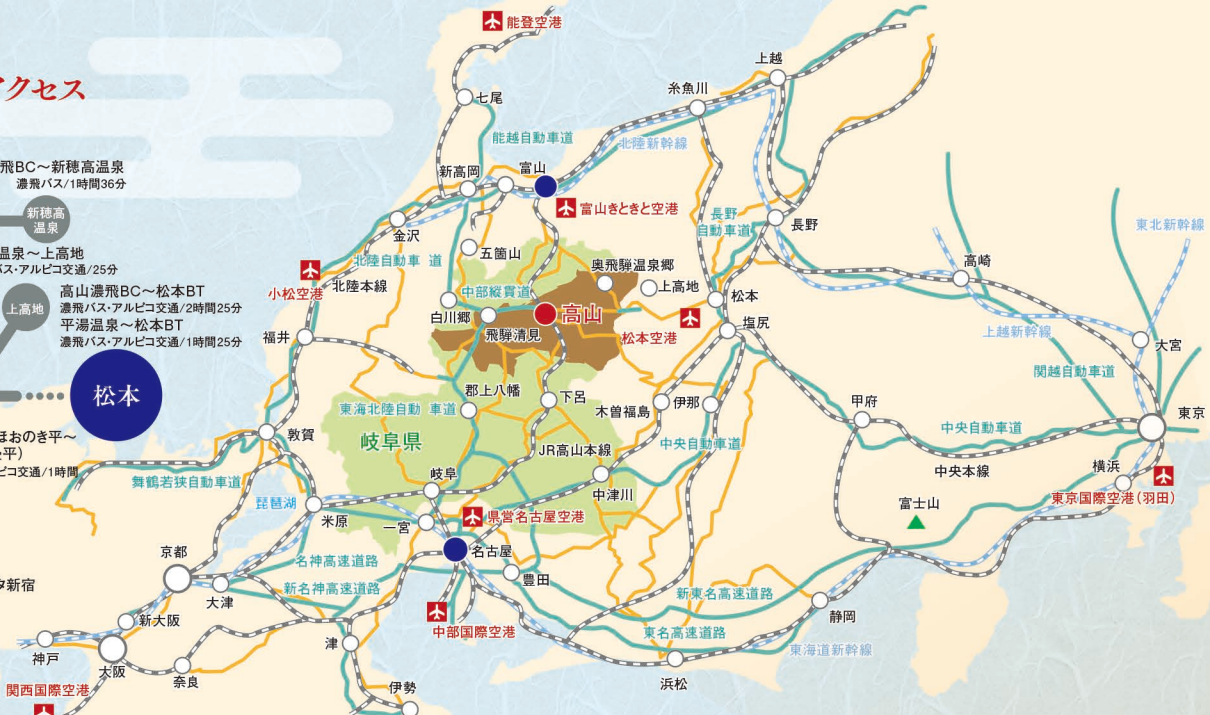 アクセス
飛BC～新穂高温泉
濃飛バス/1時間36分
新穂高
温泉
温泉～上高地
バス・アルピコ交通/25分
上高地
高山濃飛BC～松本BT
濃飛バス・アルピコ交通/2時間25分
平湯温泉～松本BT
濃飛バス・アルピコ交通/1時間25分
松本
ほおのき平～
平）
ピコ交通/1時間
タ新宿
能登空港
七尾
能越自動車道
上越
糸魚川
北陸新幹線
新高岡
富山
富山きときと空港
金沢
五箇山
長野
自動車道
長野
東北新幹線
高崎
北陸自動車 道
小松空港
北陸本線
奥飛騨温泉郷
上高地
中部縦貫道
白川郷
高山
飛騨清見
松本
塩尻
松本空港
上越新幹線
大宮
福井
関越自動車道
郡上八幡
下呂
木曽福島
伊那
甲府
東京
東海北陸自動 車道
岐阜県
中央自動車道
中央自動車道
敦賀
JR高山本線
中央本線
横浜
岐阜
中津川
舞鶴若狭自動車道
東京国際空港（羽田）
琵琶湖
米原
一宮
県営名古屋空港
富士山
京都
名古屋
名神高速道路
豊田
新名神高速道路
新東名高速道路
大津
静岡
新大阪
中部国際空港
東名高速道路
津
東海道新幹線
神戸
大阪
奈良
浜松
関西国際空港
伊勢